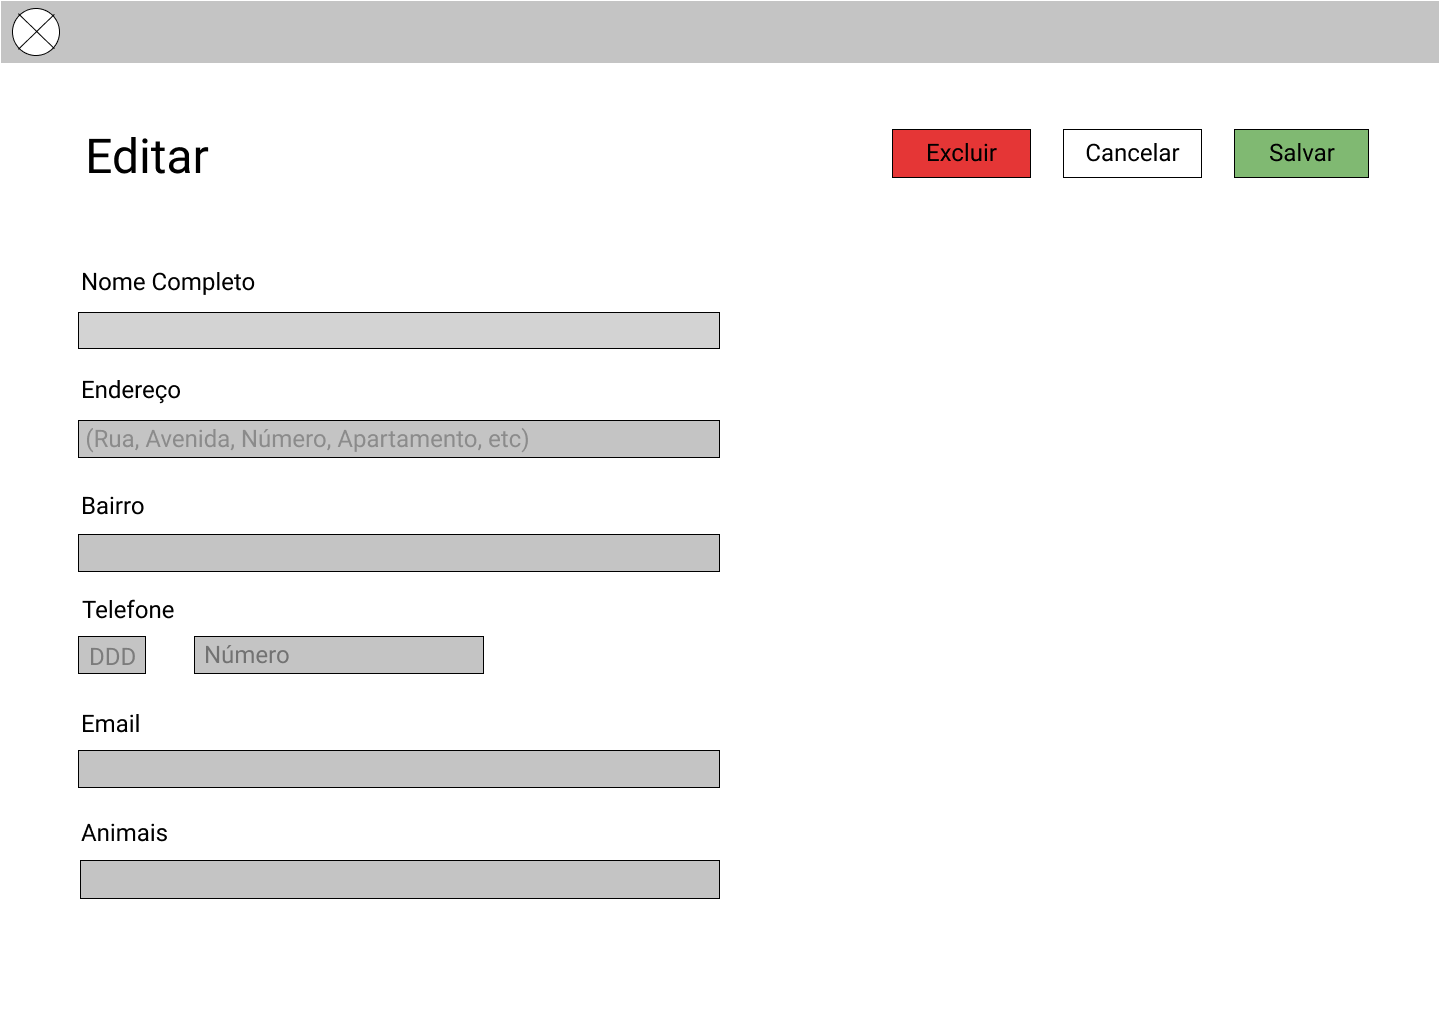 Editar
Excluir
Cancelar
Salvar
Nome Completo
Endereço
(Rua, Avenida, Número, Apartamento, etc)
Bairro
Telefone
DDD
Número
Email
Animais